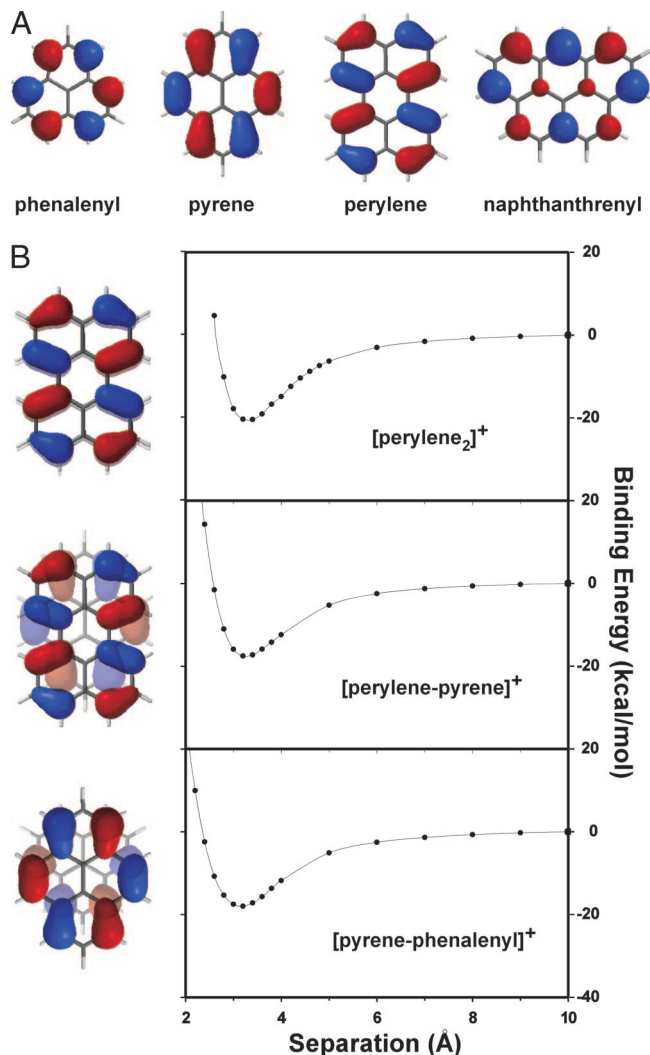 A
phenalenyl pyrene perylene naphthanthrenyl
B
20
0
[perylene₂]⁺
-20
20
0
[perylene-pyrene]⁺
-20
20
0
[pyrene-phenalenyl]⁺
-20
-40
2 4 6 8 10
Separation (Å)
Binding Energy (kcal/mol)